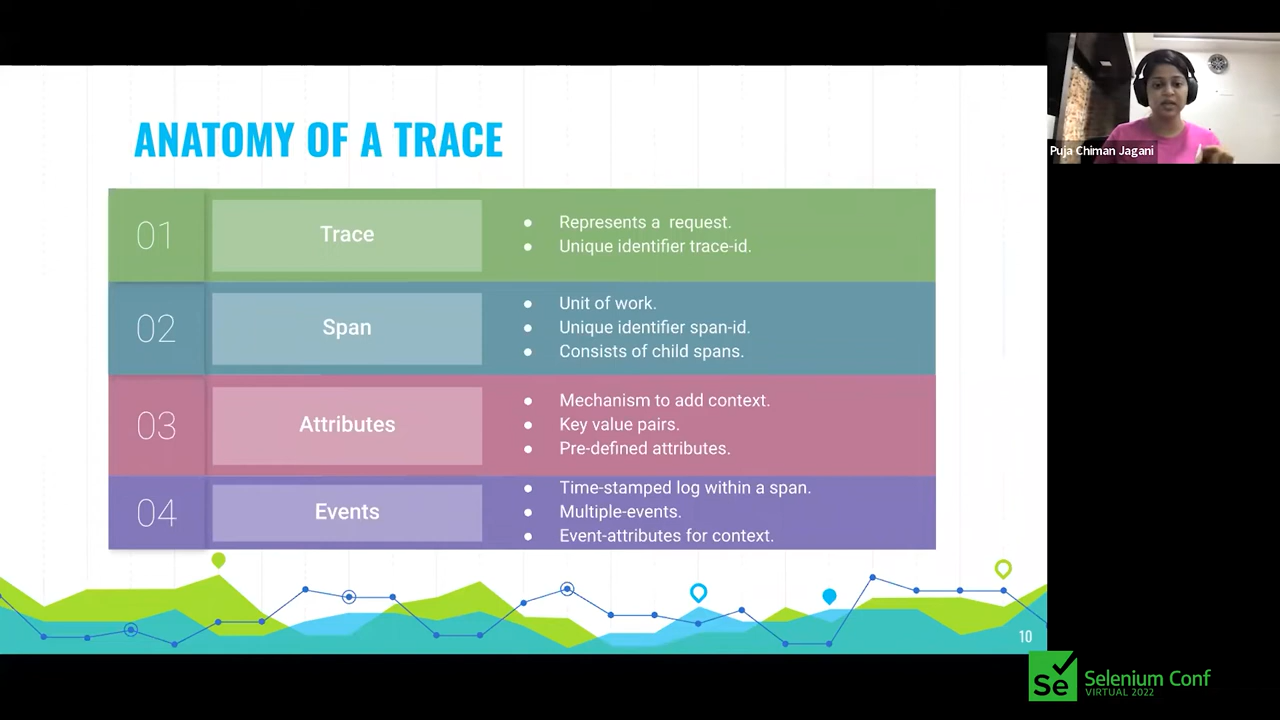 ANATOMY OF A TRACE
01
Trace
● Represents a request.
● Unique identifier trace-id.
02
Span
● Unit of work.
● Unique identifier span-id.
● Consists of child spans.
03
Attributes
● Mechanism to add context.
● Key value pairs.
● Pre-defined attributes.
04
Events
● Time-stamped log within a span.
● Multiple-events.
● Event-attributes for context.
10
Puja Chiman Jagani
Se
Selenium Conf
VIRTUAL 2022